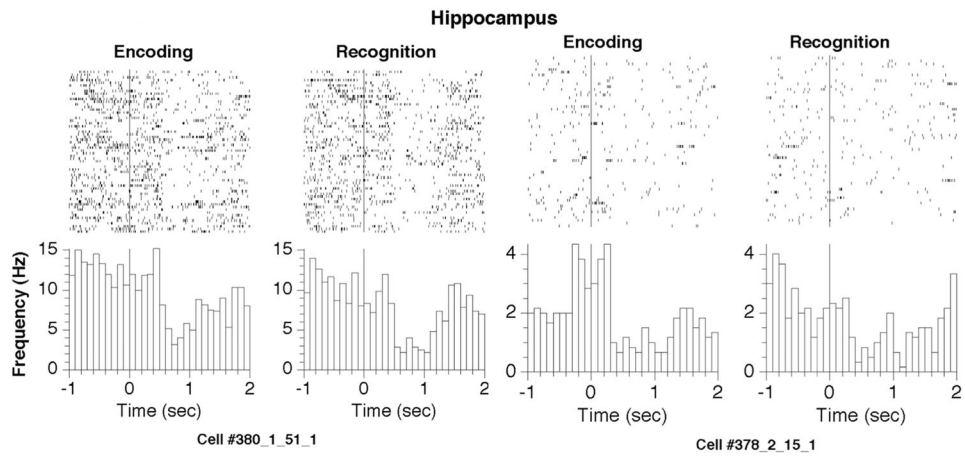 Hippocampus
Encoding
Recognition
Encoding
Recognition
Frequency (Hz)
15
10
5
0
-1 0 1 2
Time (sec)
15
10
5
0
-1 0 1 2
Time (sec)
4
2
0
-1 0 1 2
Time (sec)
4
2
0
-1 0 1 2
Time (sec)
Cell #380_1_51_1
Cell #378_2_15_1